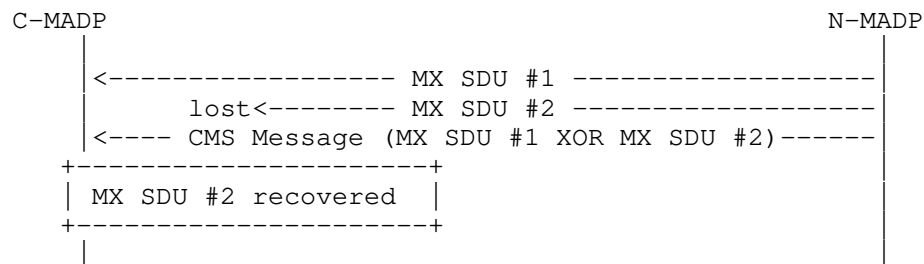 C-MADP N-MADP
|<------------------ MX SDU #1 -------------------|
lost<-------- MX SDU #2 -------------------|
|<---- CMS Message (MX SDU #1 XOR MX SDU #2)------|
+----------------------+
| MX SDU #2 recovered |
+----------------------+